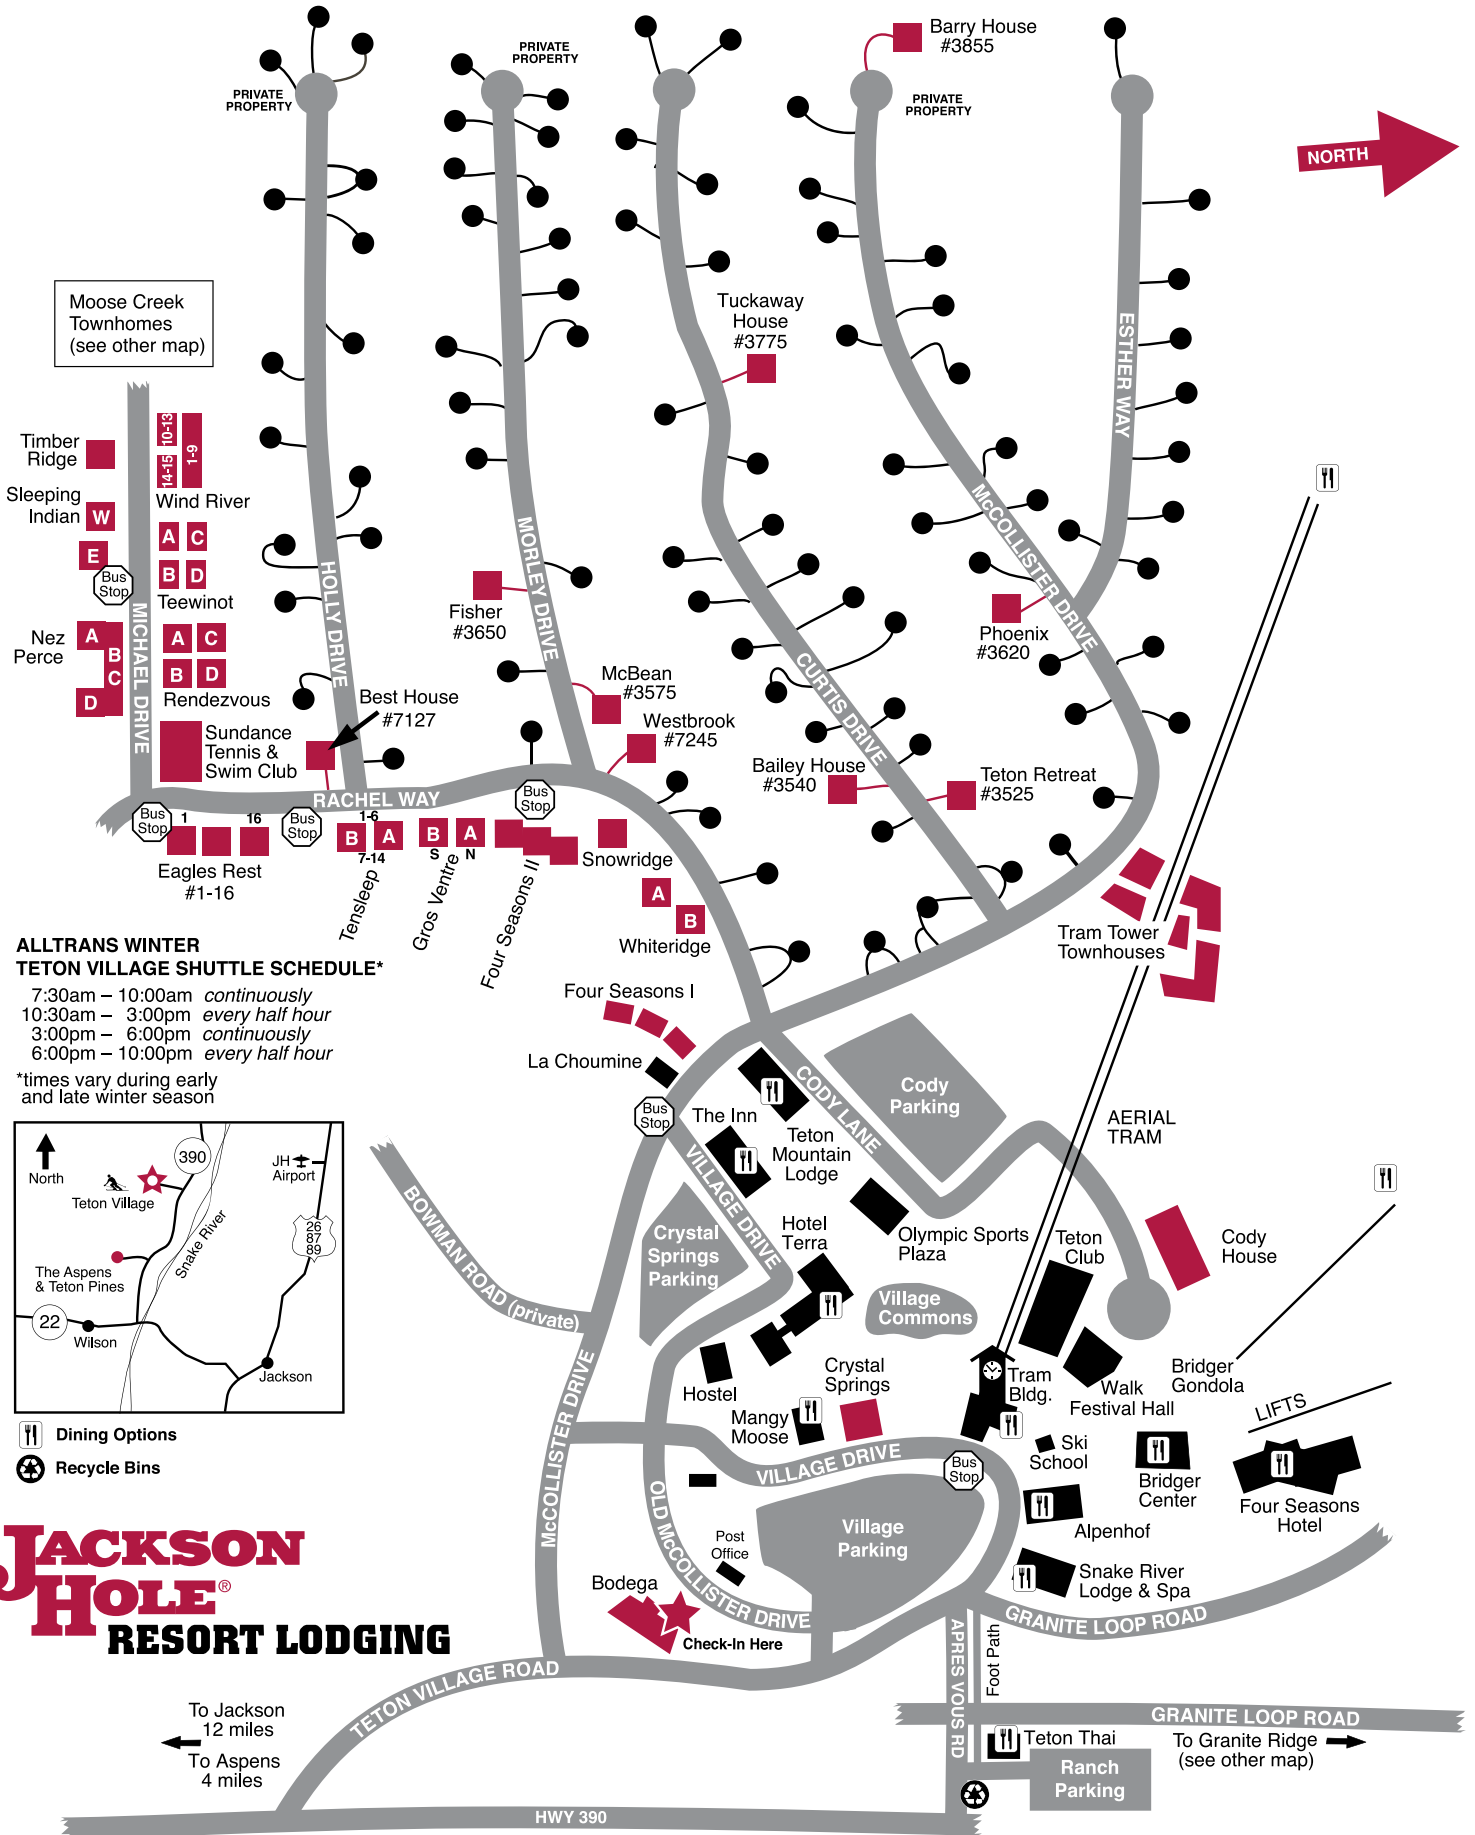 Barry House
#3855
PRIVATE
PROPERTY
PRIVATE
PROPERTY
PRIVATE
PROPERTY
NORTH
Moose Creek
Townhomes
(see other map)
Tuckaway
House
#3775
ESTHER WAY
Timber
Ridge
10-13
14-15
1-9
Wind River
Sleeping
Indian
W
E
Bus
Stop
A C
B D
Teewinot
MICHAEL DRIVE
HOLLY DRIVE
MORLEY DRIVE
CURTIS DRIVE
McCOLLISTER DRIVE
Nez
Perce
A
B
C
D
A C
B D
Rendezvous
Fisher
#3650
Phoenix
#3620
McBean
#3575
Best House
#7127
Westbrook
#7245
Sundance
Tennis &
Swim Club
Bailey House
#3540
Teton Retreat
#3525
RACHEL WAY
Bus
Stop
Bus
Stop
Bus
Stop
1
16
Eagles Rest
#1-16
1-6
B A
7-14
Tensleep
B A
S N
Gros Ventre
Four Seasons II
Snowridge
A
B
Whiteridge
Tram Tower
Townhouses
ALLTRANS WINTER
TETON VILLAGE SHUTTLE SCHEDULE*
7:30am – 10:00am continuously
10:30am – 3:00pm every half hour
3:00pm – 6:00pm continuously
6:00pm – 10:00pm every half hour
*times vary during early
and late winter season
Four Seasons I
La Choumine
Bus
Stop
The Inn
Teton
Mountain
Lodge
CODY LANE
Cody
Parking
AERIAL
TRAM
North
390
JH
Airport
Teton Village
26
87
89
Snake River
The Aspens
& Teton Pines
22
Wilson
Jackson
BOWMAN ROAD (private)
VILLAGE DRIVE
Crystal
Springs
Parking
Hotel
Terra
Olympic Sports
Plaza
Teton
Club
Cody
House
Village
Commons
Hostel
Crystal
Springs
Mangy
Moose
Tram
Bldg.
Walk
Festival Hall
Bridger
Gondola
LIFTS
Dining Options
Recycle Bins
McCOLLISTER DRIVE
VILLAGE DRIVE
Bus
Stop
Ski
School
Bridger
Center
Four Seasons
Hotel
OLD McCOLLISTER DRIVE
Village
Parking
Alpenhof
Post
Office
Snake River
Lodge & Spa
Bodega
Check-In Here
JACKSON
HOLE®
RESORT LODGING
GRANITE LOOP ROAD
APRES VOUS RD
Foot Path
TETON VILLAGE ROAD
To Jackson
12 miles
To Aspens
4 miles
GRANITE LOOP ROAD
Teton Thai
To Granite Ridge
(see other map)
Ranch
Parking
HWY 390